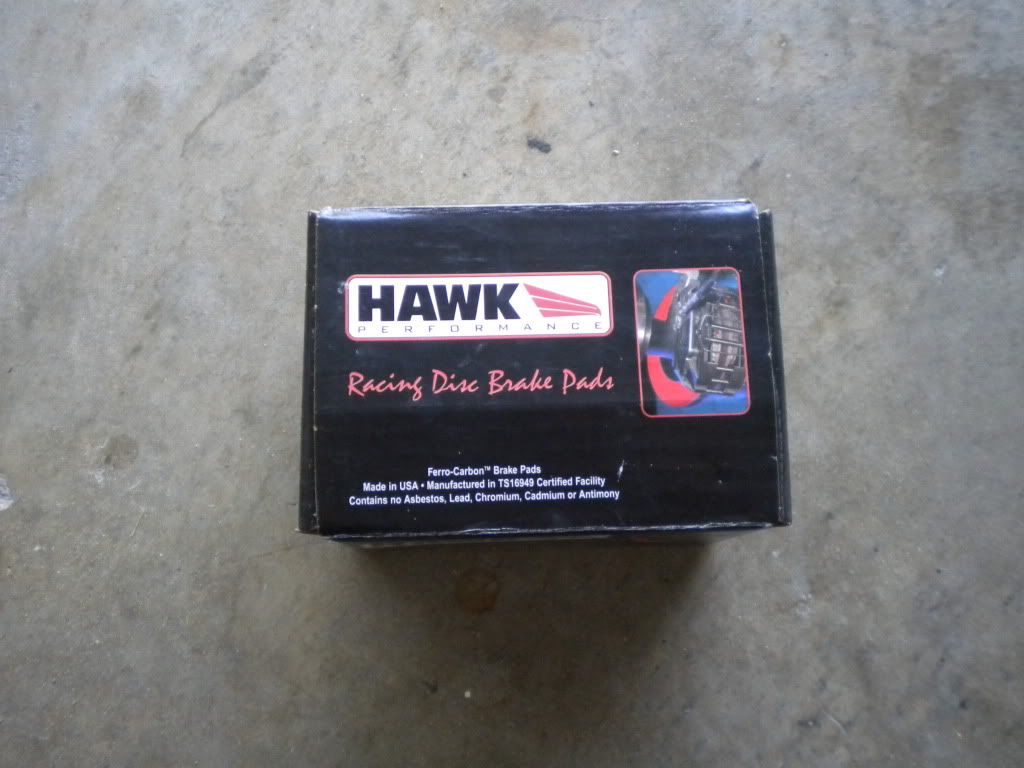 HAWK
PERFORMANCE
Racing Disc Brake Pads
Ferro-Carbon™ Brake Pads
Made in USA • Manufactured in TS16949 Certified Facility
Contains no Asbestos, Lead, Chromium, Cadmium or Antimony